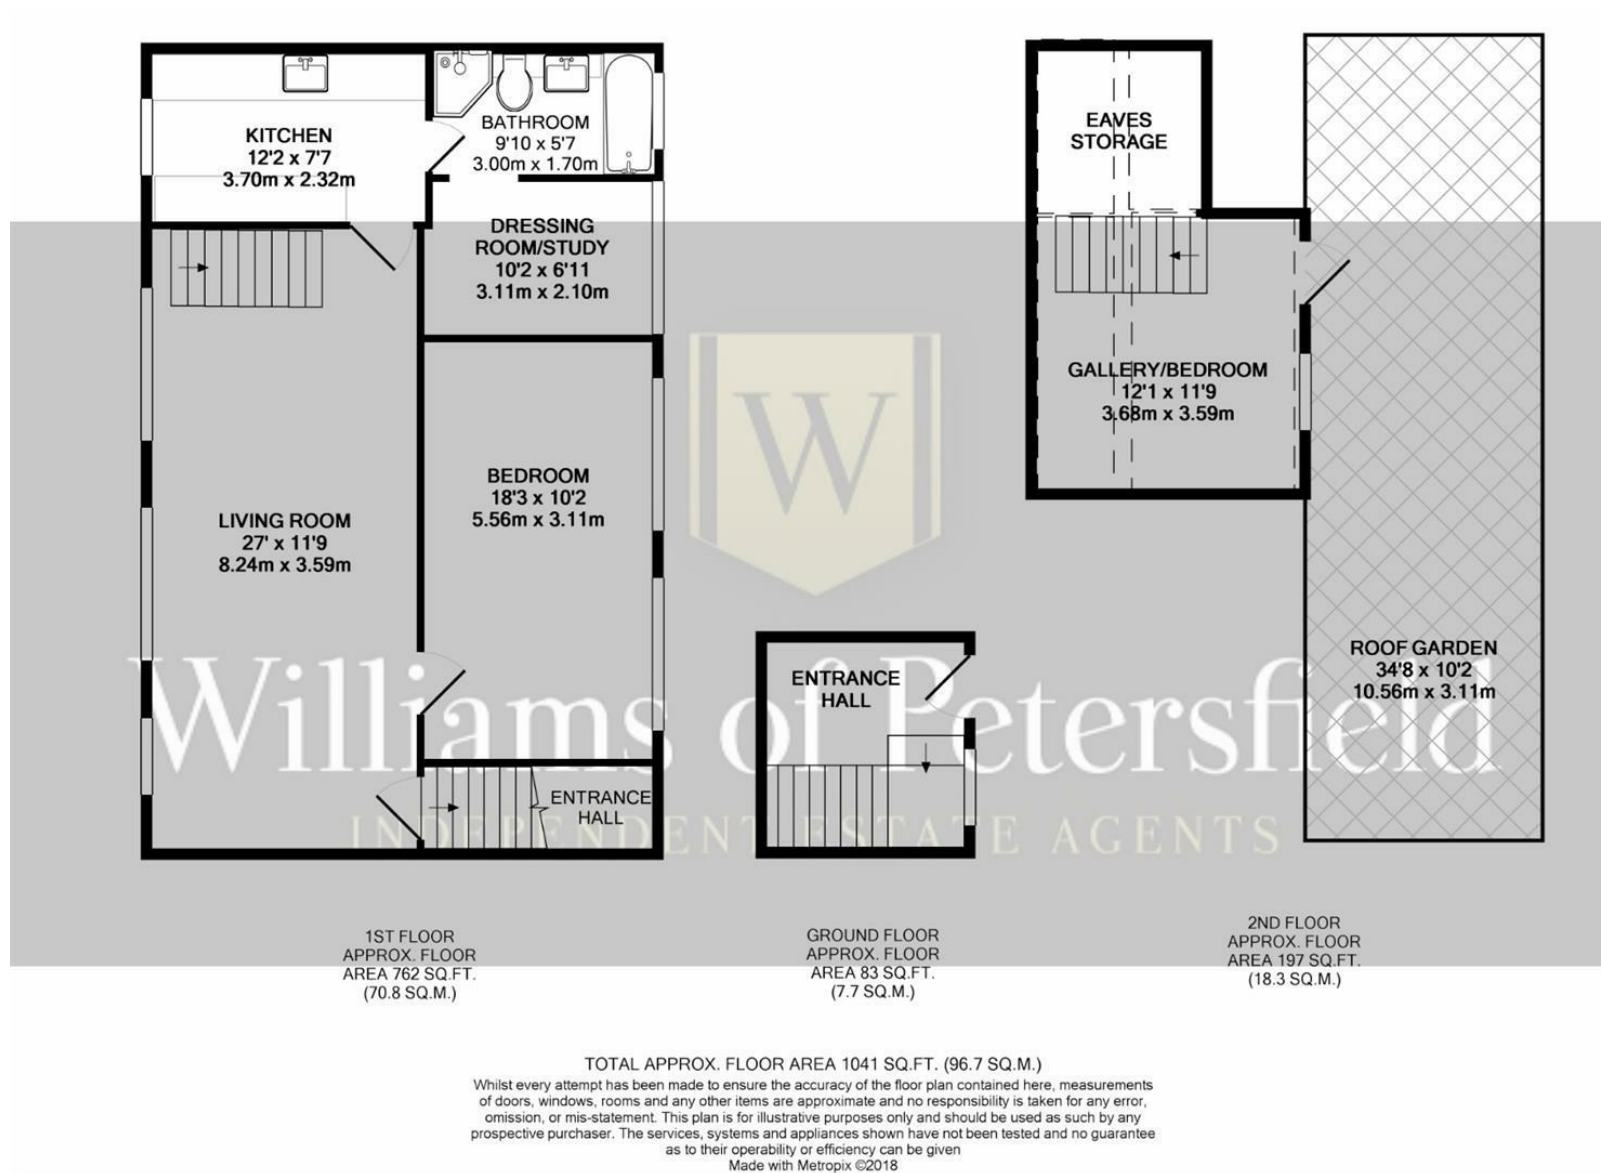 KITCHEN
12'2 x 7'7
3.70m x 2.32m
BATHROOM
9'10 x 5'7
3.00m x 1.70m
DRESSING
ROOM/STUDY
10'2 x 6'11
3.11m x 2.10m
BEDROOM
18'3 x 10'2
5.56m x 3.11m
LIVING ROOM
27' x 11'9
8.24m x 3.59m
ENTRANCE
HALL
ENTRANCE
HALL
EAVES
STORAGE
GALLERY/BEDROOM
12'1 x 11'9
3.68m x 3.59m
ROOF GARDEN
34'8 x 10'2
10.56m x 3.11m
W
Williams of Petersfield
INDEPENDENT ESTATE AGENTS
1ST FLOOR
APPROX. FLOOR
AREA 762 SQ.FT.
(70.8 SQ.M.)
GROUND FLOOR
APPROX. FLOOR
AREA 83 SQ.FT.
(7.7 SQ.M.)
2ND FLOOR
APPROX. FLOOR
AREA 197 SQ.FT.
(18.3 SQ.M.)
TOTAL APPROX. FLOOR AREA 1041 SQ.FT. (96.7 SQ.M.)
Whilst every attempt has been made to ensure the accuracy of the floor plan contained here, measurements
of doors, windows, rooms and any other items are approximate and no responsibility is taken for any error,
omission, or mis-statement. This plan is for illustrative purposes only and should be used as such by any
prospective purchaser. The services, systems and appliances shown have not been tested and no guarantee
as to their operability or efficiency can be given
Made with Metropix ©2018